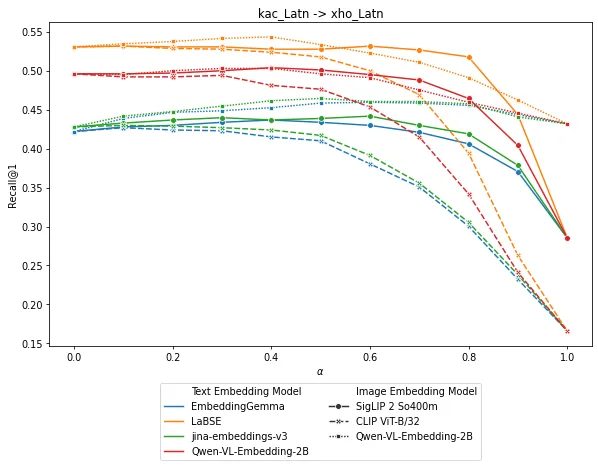 kac_Latn -> xho_Latn
Recall@1
0.55
0.50
0.45
0.40
0.35
0.30
0.25
0.20
0.15
0.0 0.2 0.4 0.6 0.8 1.0
α
Text Embedding Model
EmbeddingGemma
LaBSE
jina-embeddings-v3
Qwen-VL-Embedding-2B
Image Embedding Model
SigLIP 2 So400m
CLIP ViT-B/32
Qwen-VL-Embedding-2B